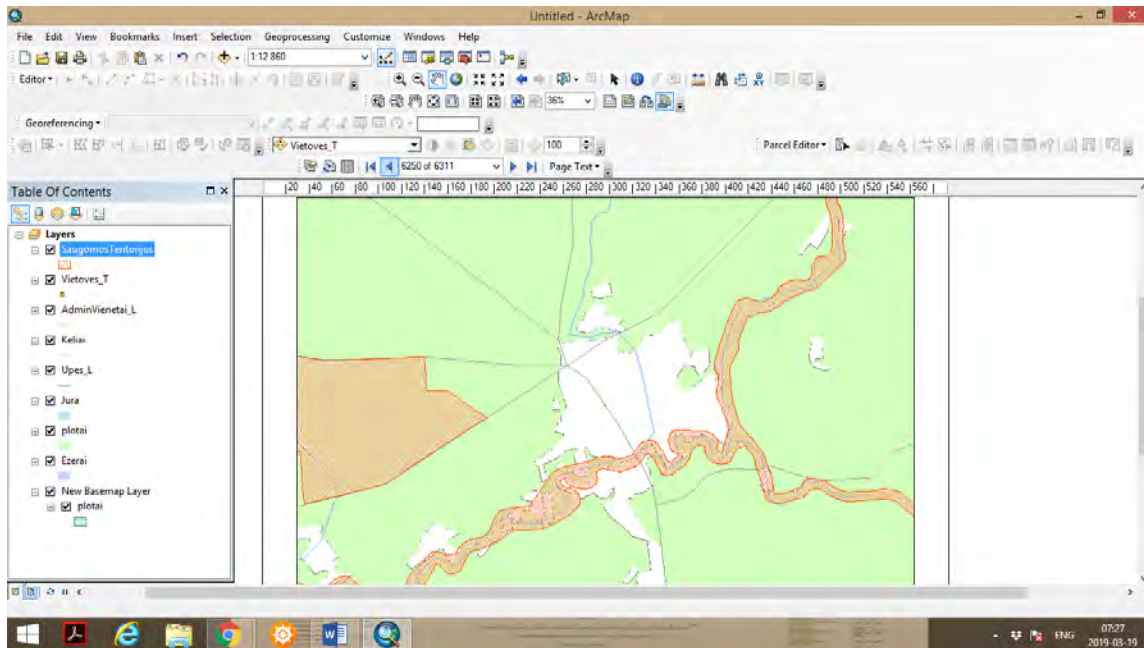 Untitled - ArcMap
File Edit View Bookmarks Insert Selection Geoprocessing Customize Windows Help
1:12 860
Editor
36%
Georeferencing
Vietoves_T
100
Parcel Editor
6250 of 6311
Page Text
Table Of Contents
20 40 60 80 100 120 140 160 180 200 220 240 260 280 300 320 340 360 380 400 420 440 460 480 500 520 540 560
Layers
SaugomosTeritorijos
Vietoves_T
AdminVienetai_L
Keliai
Upes_L
Jura
plotai
Ezerai
New Basemap Layer
plotai
ENG
07:27
2019-03-19